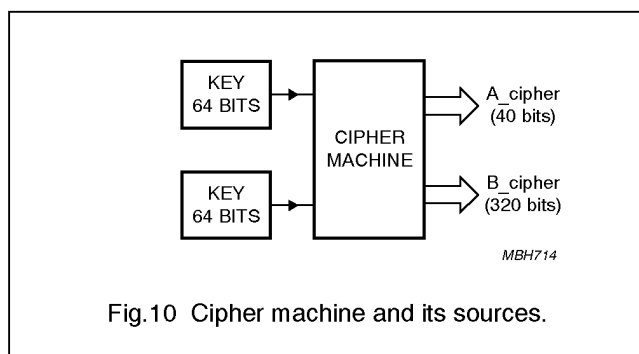 KEY
64 BITS
KEY
64 BITS
CIPHER
MACHINE
A_cipher
(40 bits)
B_cipher
(320 bits)
MBH714
Fig.10 Cipher machine and its sources.